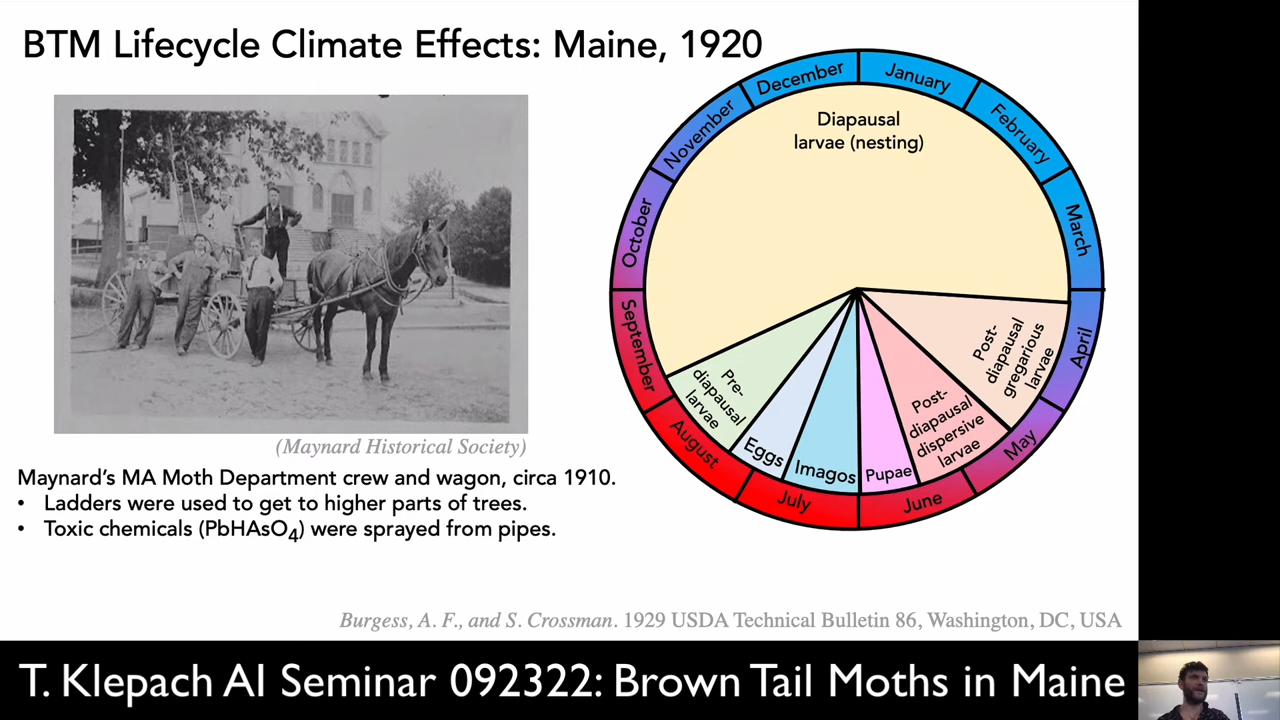 BTM Lifecycle Climate Effects: Maine, 1920
(Maynard Historical Society)
Maynard's MA Moth Department crew and wagon, circa 1910.
• Ladders were used to get to higher parts of trees.
• Toxic chemicals (PbHAsO4) were sprayed from pipes.
January
February
March
April
May
June
July
August
September
October
November
December
Diapausal
larvae (nesting)
Post-
diapausal
gregarious
larvae
Post-
diapausal
dispersive
larvae
Pupae
Imagos
Eggs
Pre-
diapausal
larvae
Burgess, A. F., and S. Crossman. 1929 USDA Technical Bulletin 86, Washington, DC, USA
T. Klepach AI Seminar 092322: Brown Tail Moths in Maine